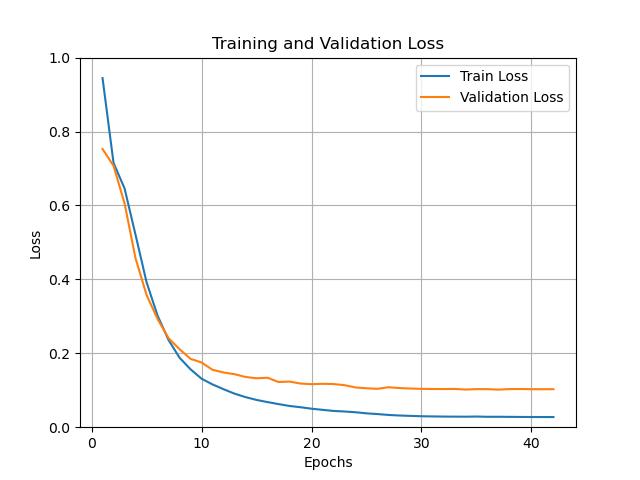 Training and Validation Loss
Train Loss
Validation Loss
1.0
0.8
0.6
0.4
0.2
0.0
Loss
0 10 20 30 40
Epochs